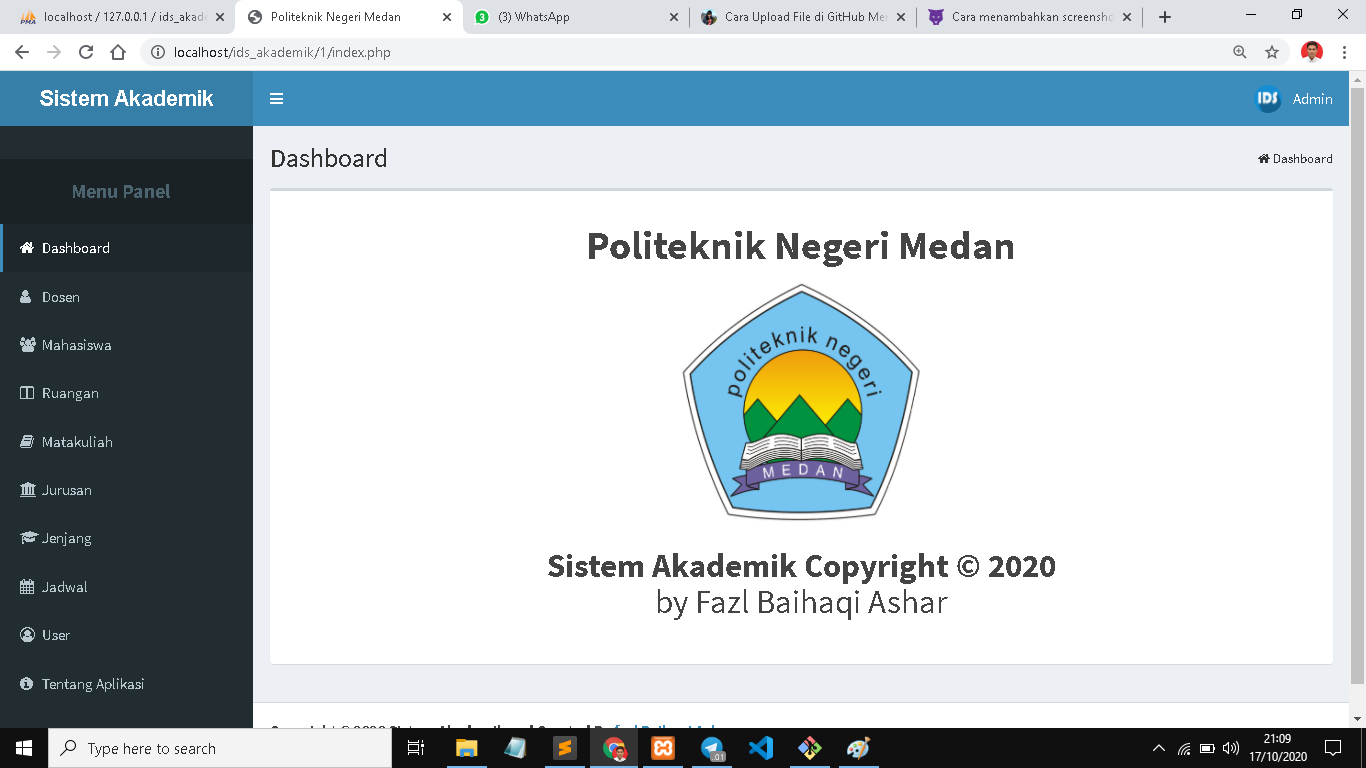 localhost / 127.0.0.1 / ids_akade
Politeknik Negeri Medan
3
(3) WhatsApp
Cara Upload File di GitHub Me
Cara menambahkan screensho
localhost/ids_akademik/1/index.php
Sistem Akademik
IDS
Admin
Dashboard
Dashboard
Menu Panel
Dashboard
Dosen
Mahasiswa
Ruangan
Matakuliah
Jurusan
Jenjang
Jadwal
User
Tentang Aplikasi
Politeknik Negeri Medan
politeknik negeri
MEDAN
Sistem Akademik Copyright © 2020
by Fazl Baihaqi Ashar
Type here to search
21:09
17/10/2020